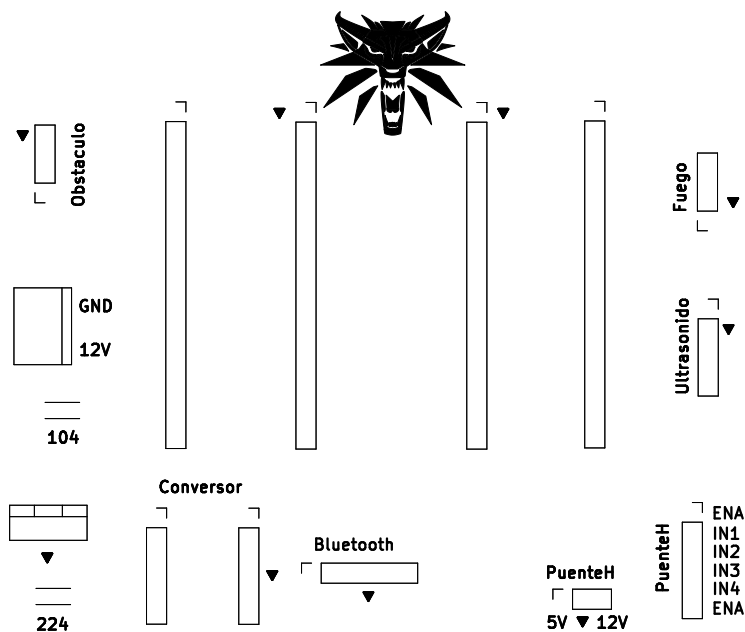 Obstaculo
Fuego
GND
12V
Ultrasonido
104
Conversor
Bluetooth
224
PuenteH
5V 12V
PuenteH
ENA
IN1
IN2
IN3
IN4
ENA